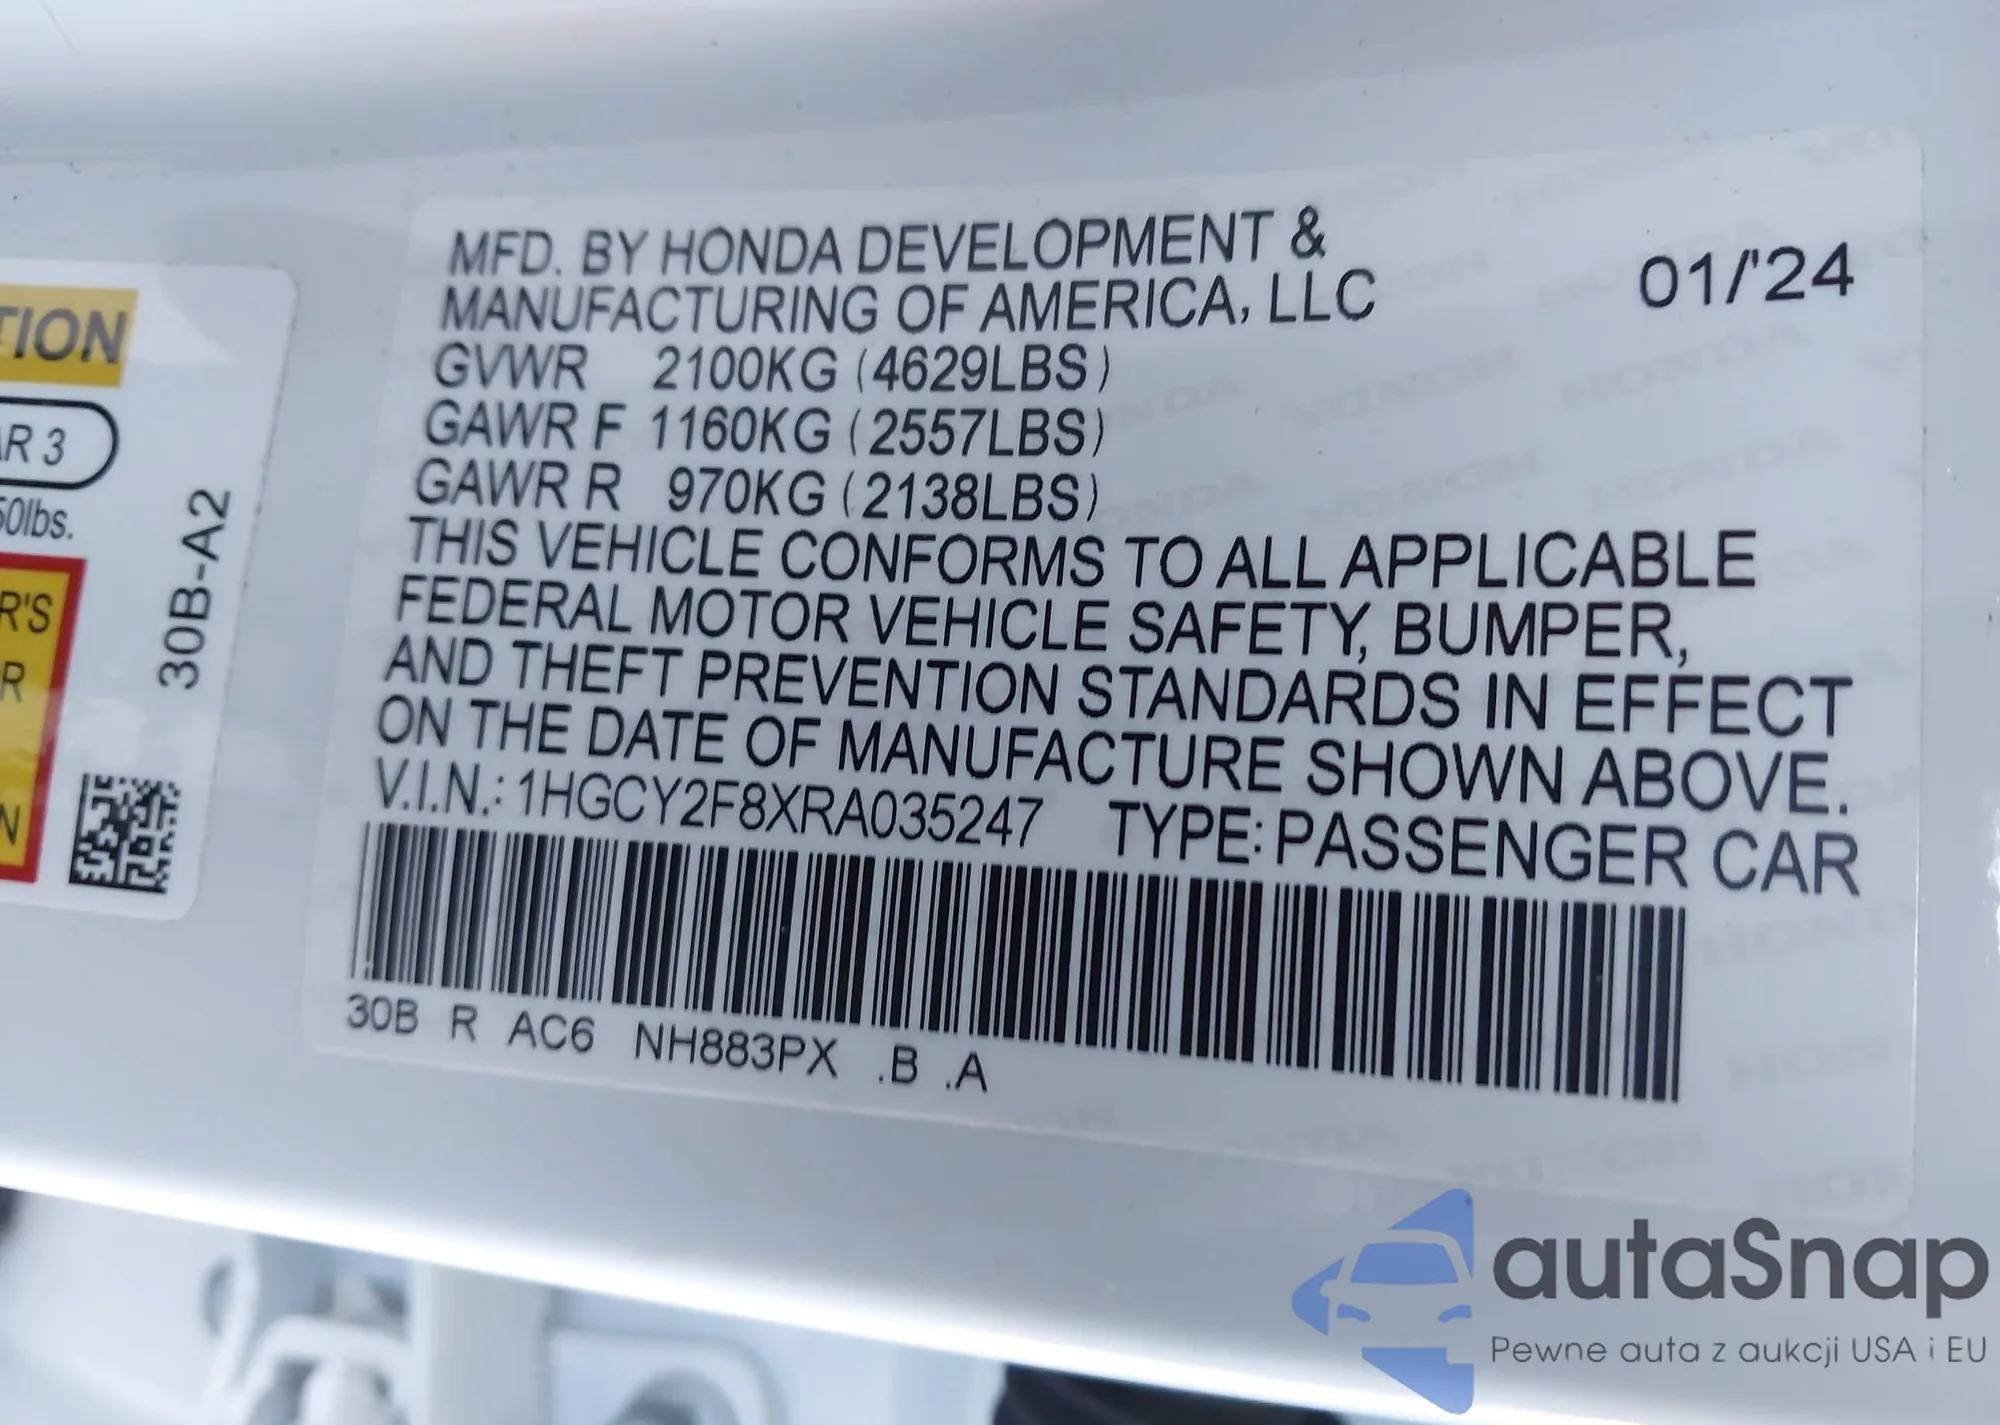 TION
AR 3
50lbs.
R'S
R
N
30B-A2
MFD. BY HONDA DEVELOPMENT &
MANUFACTURING OF AMERICA, LLC
01/'24
GVWR 2100KG (4629LBS)
GAWR F 1160KG (2557LBS)
GAWR R 970KG (2138LBS)
THIS VEHICLE CONFORMS TO ALL APPLICABLE
FEDERAL MOTOR VEHICLE SAFETY, BUMPER,
AND THEFT PREVENTION STANDARDS IN EFFECT
ON THE DATE OF MANUFACTURE SHOWN ABOVE.
V.I.N.: 1HGCY2F8XRA035247 TYPE: PASSENGER CAR
30B R AC6 NH883PX .B .A
autaSnap
Pewne auta z aukcji USA i EU